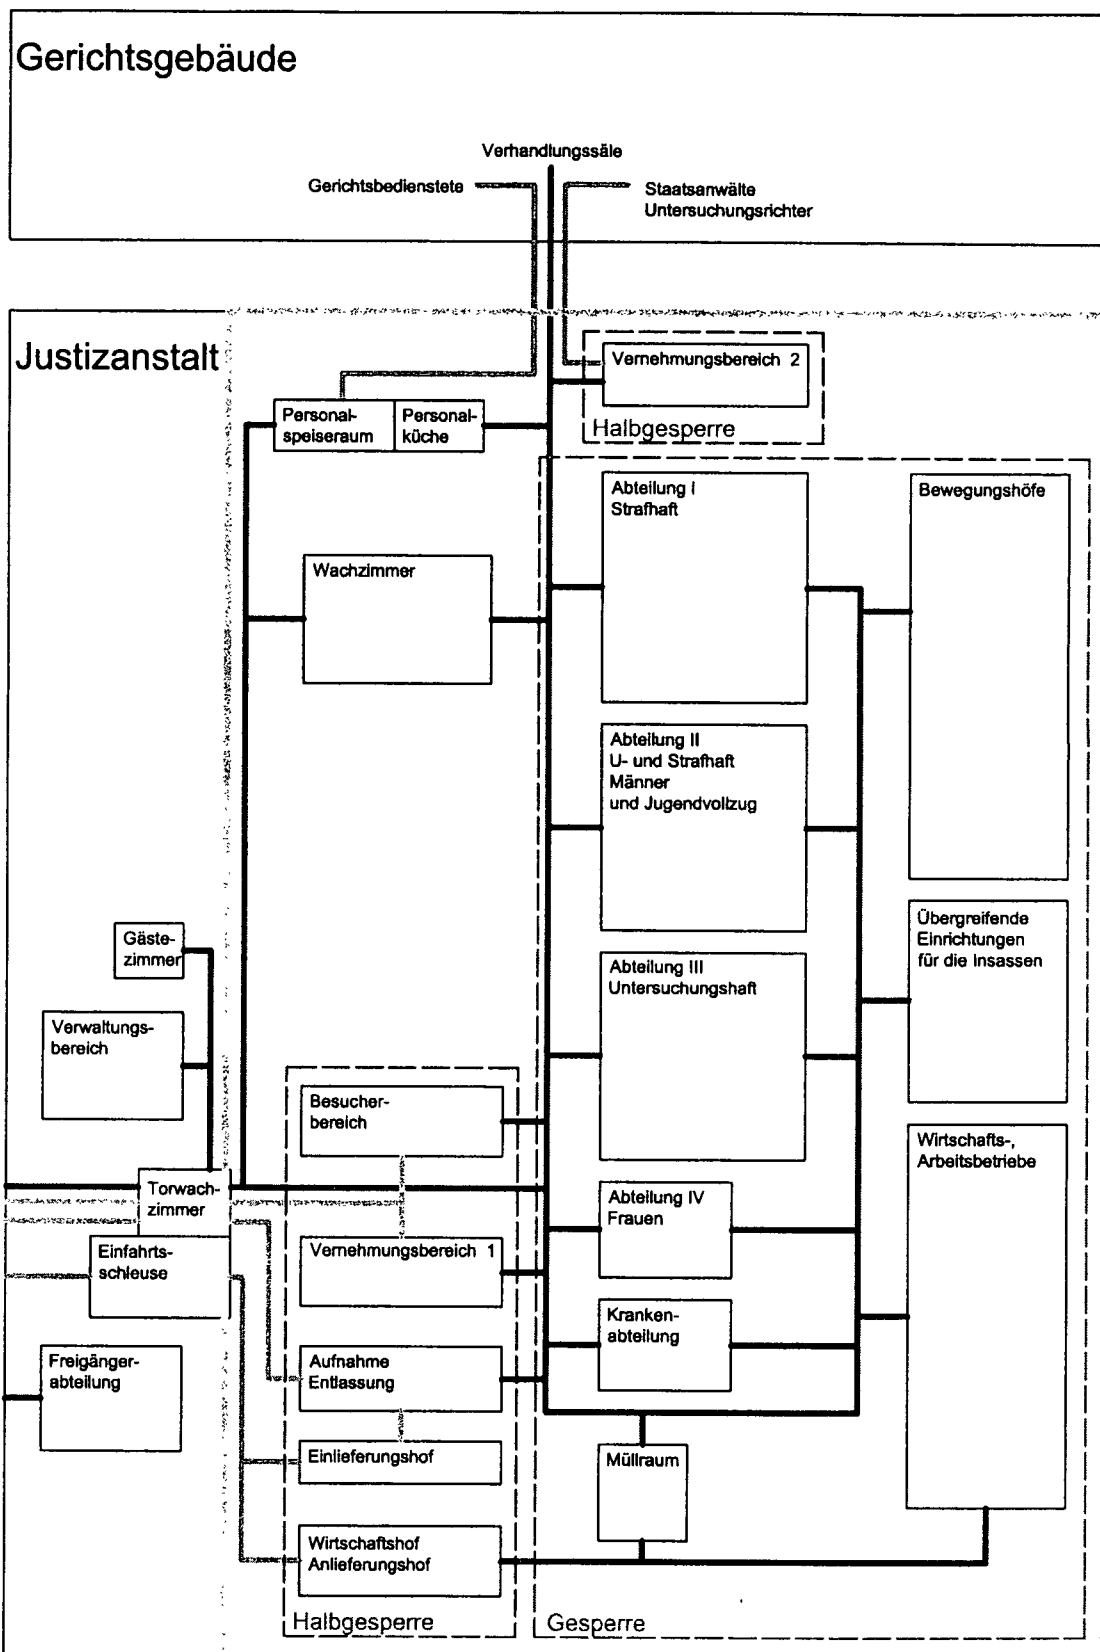 Gerichtsgebäude
Verhandlungssäle
Gerichtsbedienstete
Staatsanwälte
Untersuchungsrichter
Justizanstalt
Vernehmungsbereich 2
Halbgesperre
Personal-
speiseraum
Personal-
küche
Abteilung I
Strafhaft
Bewegungshöfe
Wachzimmer
Abteilung II
U- und Strafhaft
Männer
und Jugendvollzug
Gäste-
zimmer
Übergreifende
Einrichtungen
für die Insassen
Abteilung III
Untersuchungshaft
Verwaltungs-
bereich
Besucher-
bereich
Wirtschafts-,
Arbeitsbetriebe
Torwach-
zimmer
Abteilung IV
Frauen
Einfahrts-
schleuse
Vernehmungsbereich 1
Kranken-
abteilung
Freigänger-
abteilung
Aufnahme
Entlassung
Einlieferungshof
Müllraum
Wirtschaftshof
Anlieferungshof
Halbgesperre
Gesperre